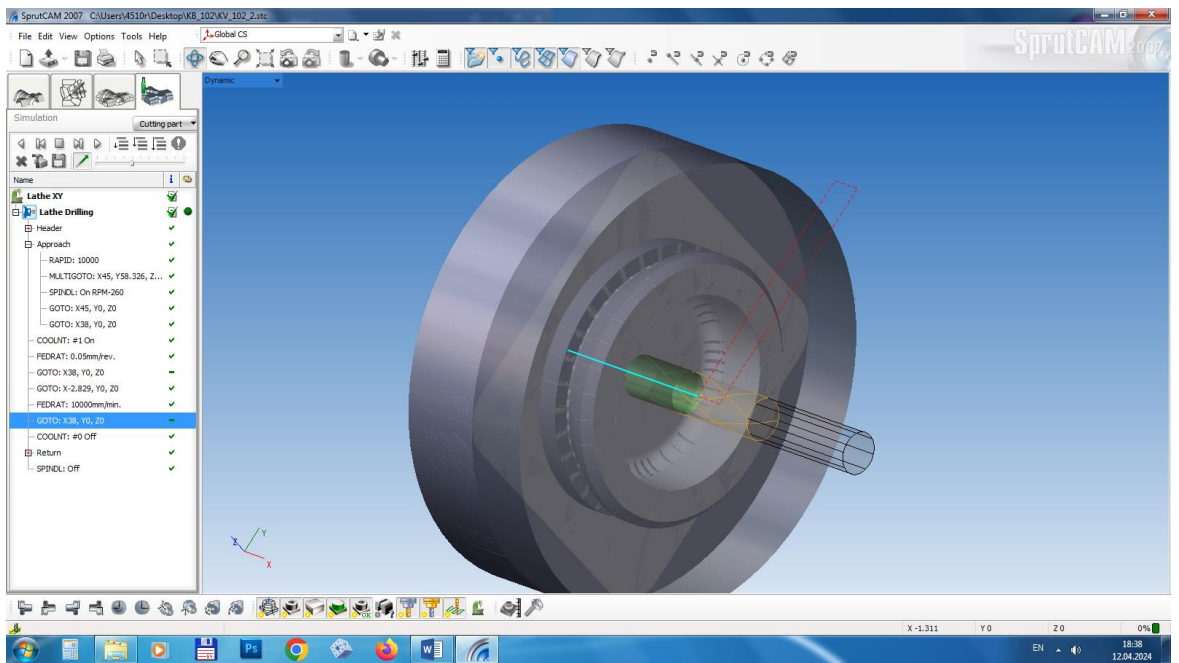 SprutCAM 2007 C:\Users\4510r\Desktop\KB_102\KV_102_2.stc
File Edit View Options Tools Help
Global CS
SprutCAM 2007
Dynamic
Simulation
Cutting part
Name
Lathe XY
Lathe Drilling
Header
Approach
RAPID: 10000
MULTIGOTO: X45, Y58.326, Z...
SPINDL: On RPM-260
GOTO: X45, Y0, Z0
GOTO: X38, Y0, Z0
COOLNT: #1 On
FEDRAT: 0.05mm/rev.
GOTO: X38, Y0, Z0
GOTO: X-2.829, Y0, Z0
FEDRAT: 10000mm/min.
GOTO: X38, Y0, Z0
COOLNT: #0 Off
Return
SPINDL: Off
Z Y
X
OK
X -1.311 Y 0 Z 0 0%
Ps
W
EN
18:38
12.04.2024